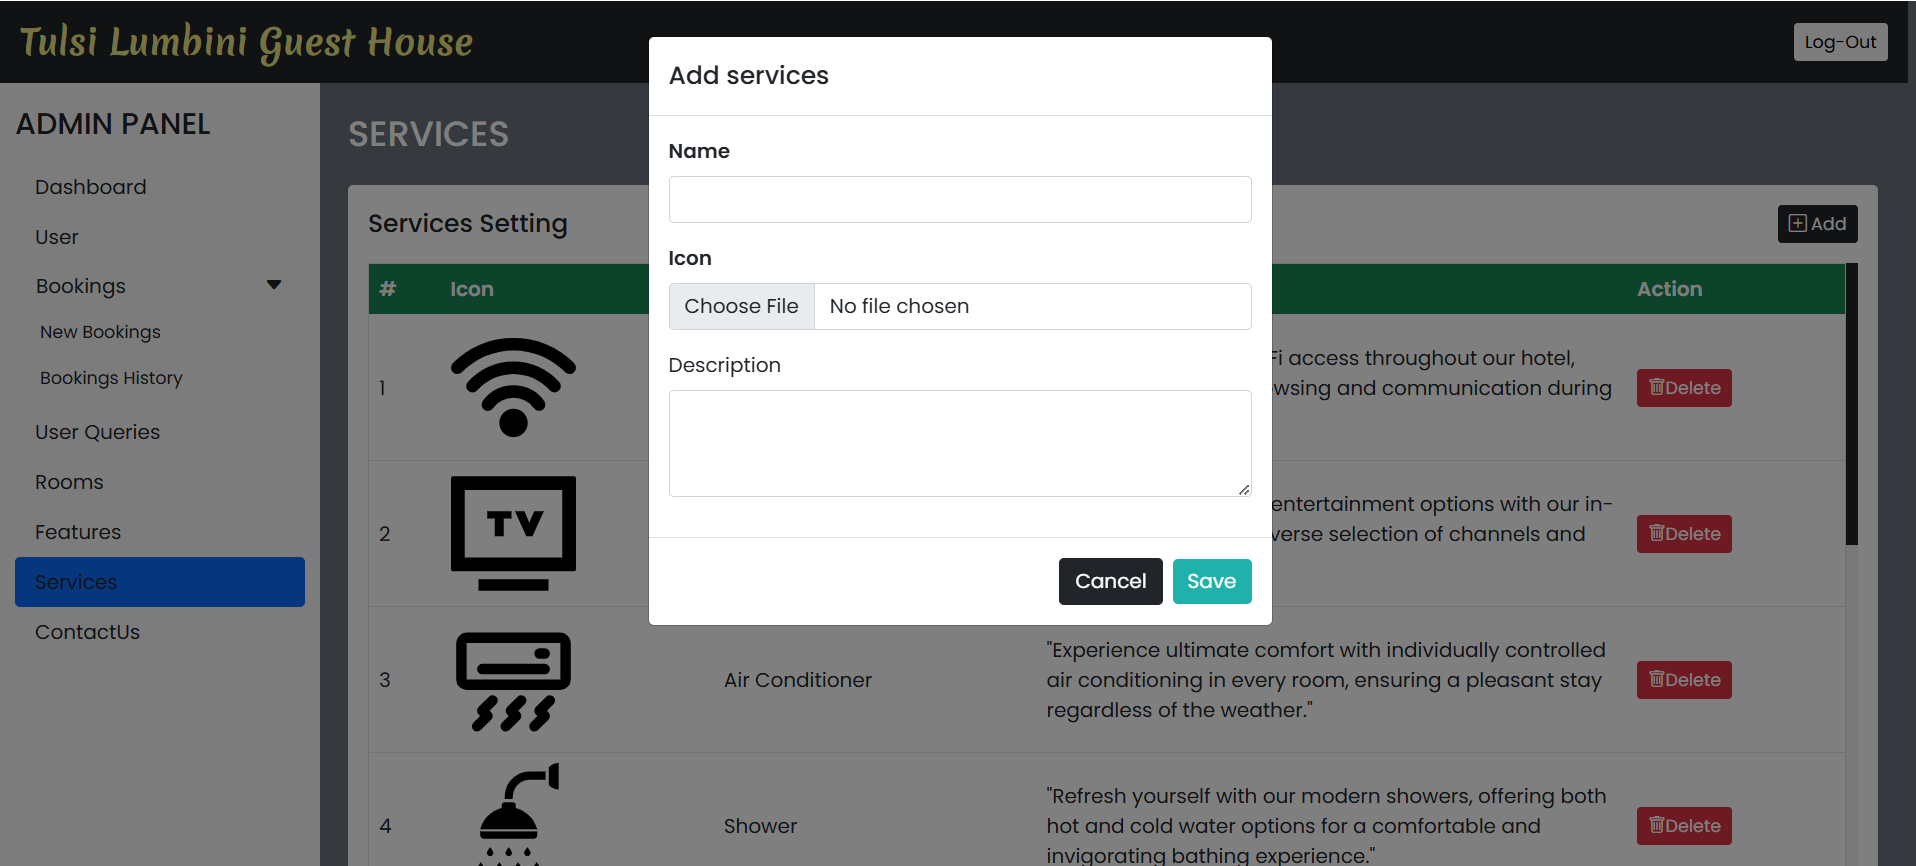 Tulsi Lumbini Guest House
Log-Out
ADMIN PANEL
Dashboard
User
Bookings
New Bookings
Bookings History
User Queries
Rooms
Features
Services
ContactUs
SERVICES
Services Setting
Add
# Icon Action
1
Fi access throughout our hotel,
wsing and communication during
Delete
2
TV
entertainment options with our in-
verse selection of channels and
Delete
3
Air Conditioner
"Experience ultimate comfort with individually controlled
air conditioning in every room, ensuring a pleasant stay
regardless of the weather."
Delete
4
Shower
"Refresh yourself with our modern showers, offering both
hot and cold water options for a comfortable and
invigorating bathing experience."
Delete
Add services
Name
Icon
Choose File No file chosen
Description
Cancel Save